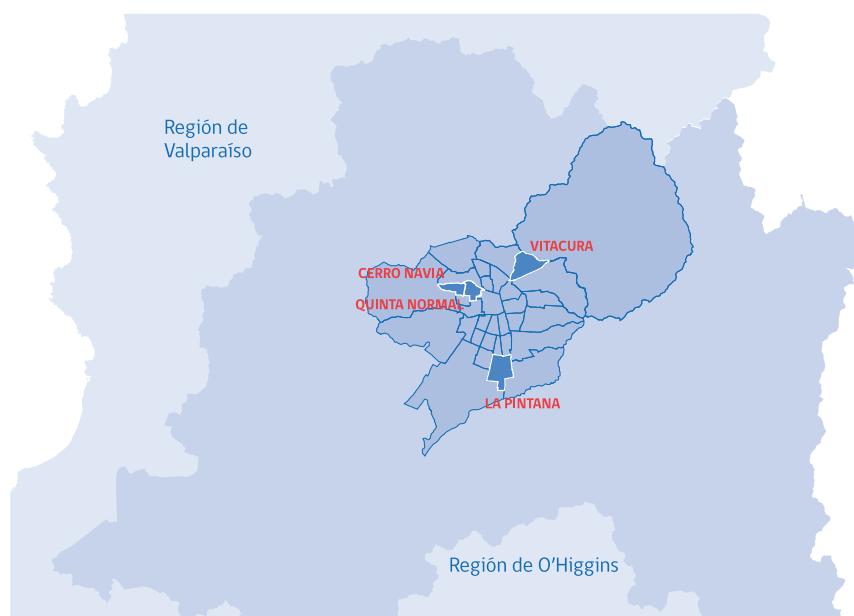 Región de
Valparaíso
VITACURA
CERRO NAVIA
QUINTA NORMAL
LA PINTANA
Región de O’Higgins